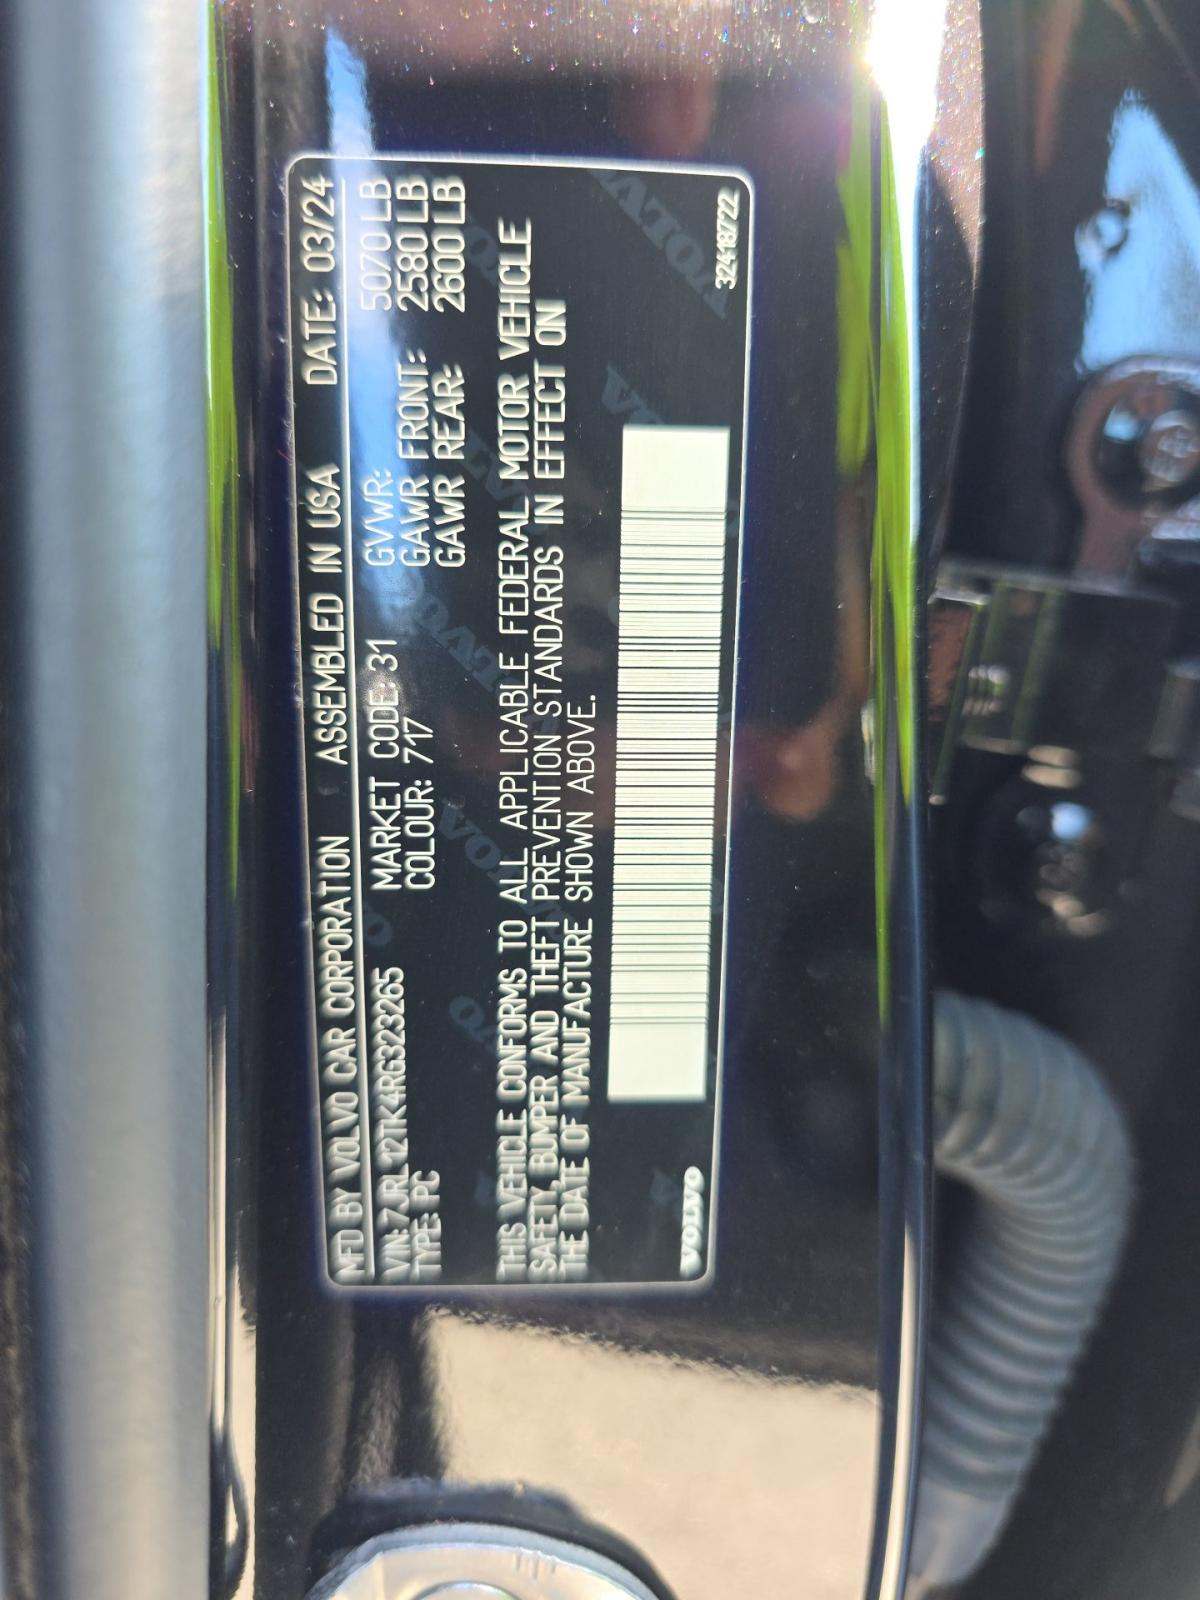 MFD BY VOLVO CAR CORPORATION ASSEMBLED IN USA DATE: 03/24
VIN: 7JRL12TK4RG323265 MARKET CODE: 31 GVWR: 5070 LB
TYPE: PC COLOUR: 717 GAWR FRONT: 2580 LB
GAWR REAR: 2600 LB
THIS VEHICLE CONFORMS TO ALL APPLICABLE FEDERAL MOTOR VEHICLE
SAFETY, BUMPER AND THEFT PREVENTION STANDARDS IN EFFECT ON
THE DATE OF MANUFACTURE SHOWN ABOVE.
VOLVO
32418722